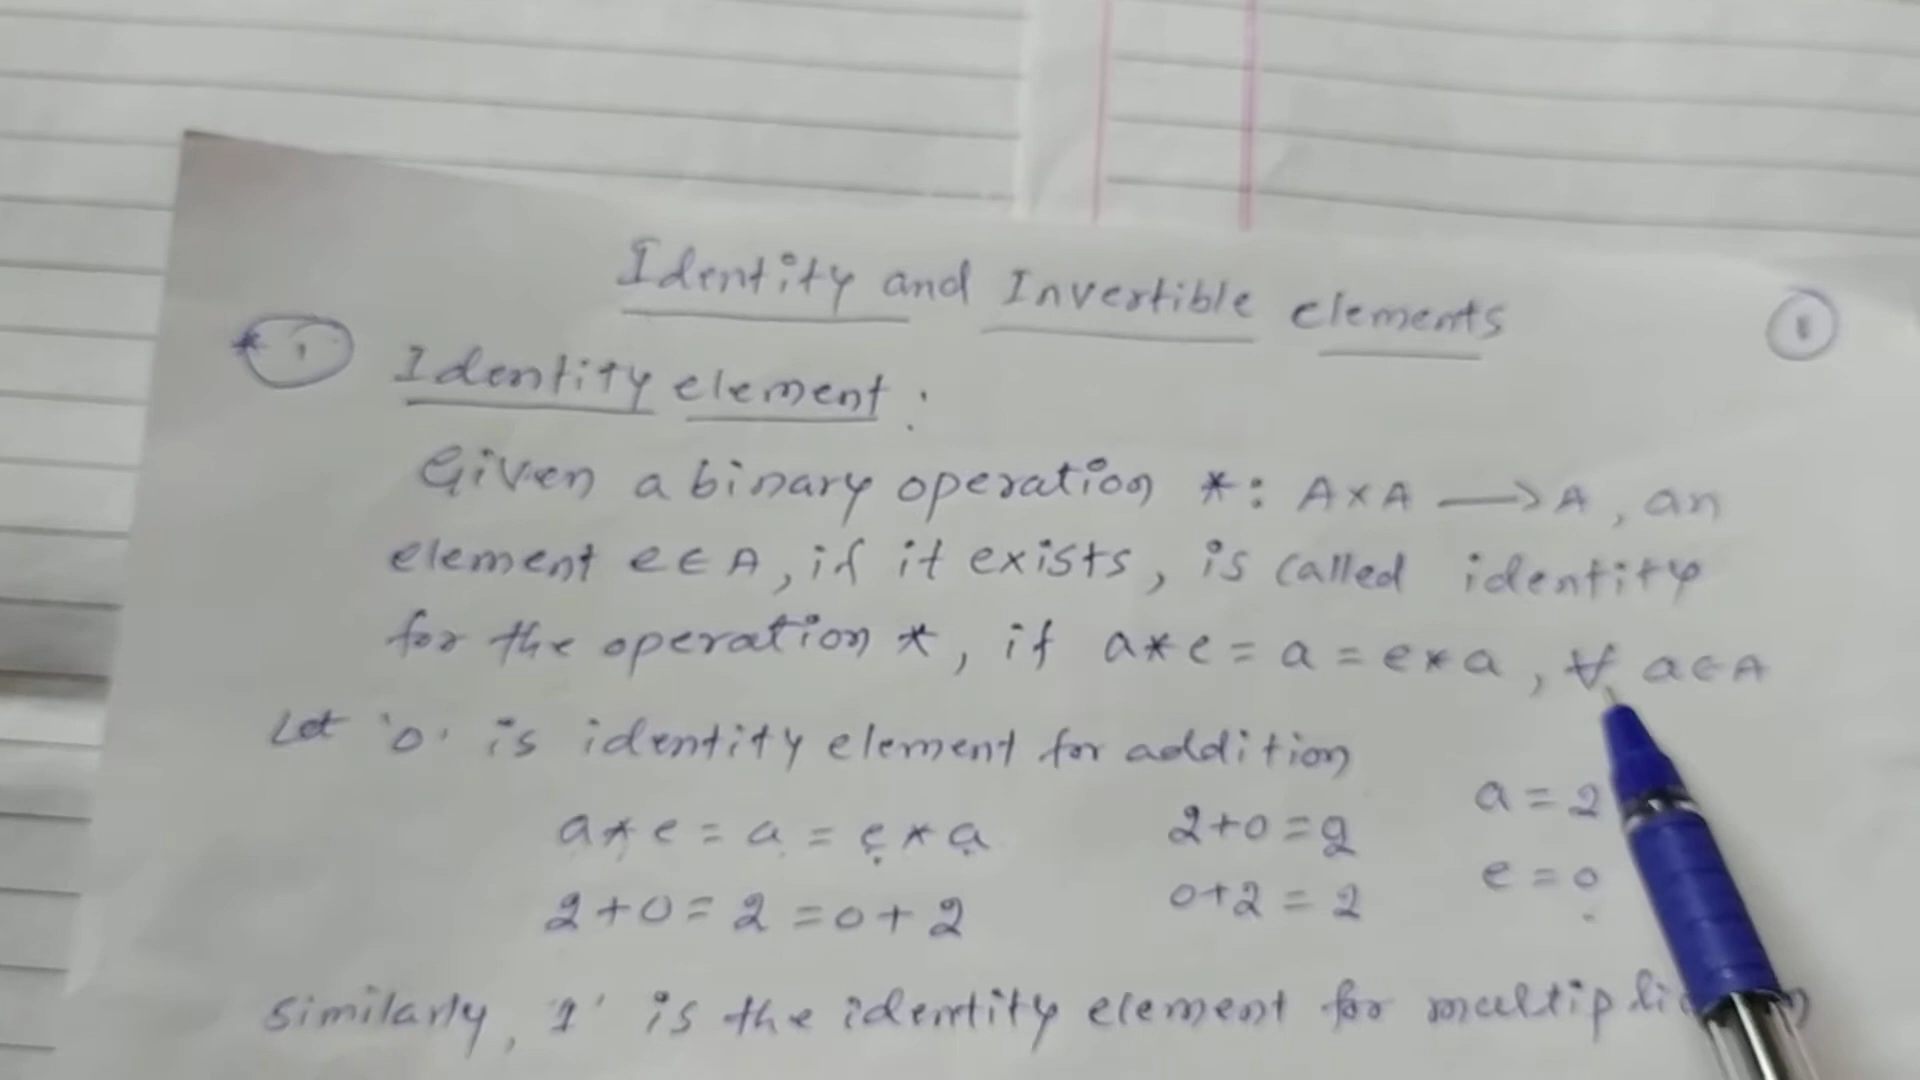 Identity and Invertible elements
1
* 1 Identity element :
Given a binary operation * : A×A ⟶ A, an
element e∈A, if it exists, is called identity
for the operation *, if a*e = a = e*a, ∀ a∈A
Let '0' is identity element for addition
a*e = a = e*a 2+0=2 a=2
2+0=2=0+2 0+2=2 e=0
Similarly, '1' is the identity element for